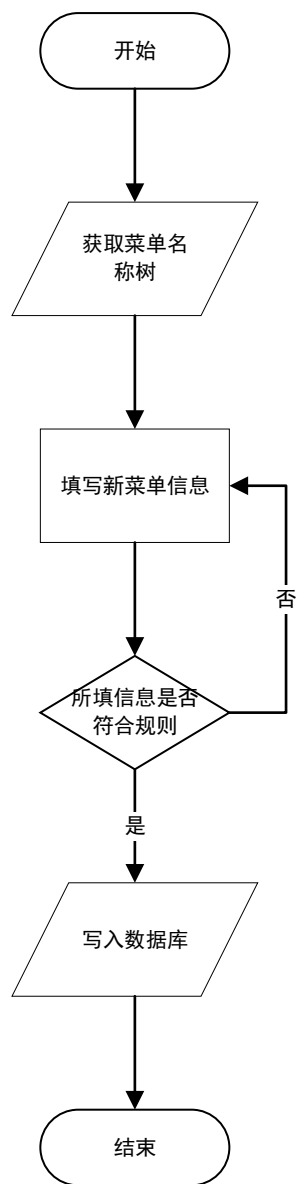 开始
获取菜单名
称树
填写新菜单信息
否
所填信息是否
符合规则
是
写入数据库
结束